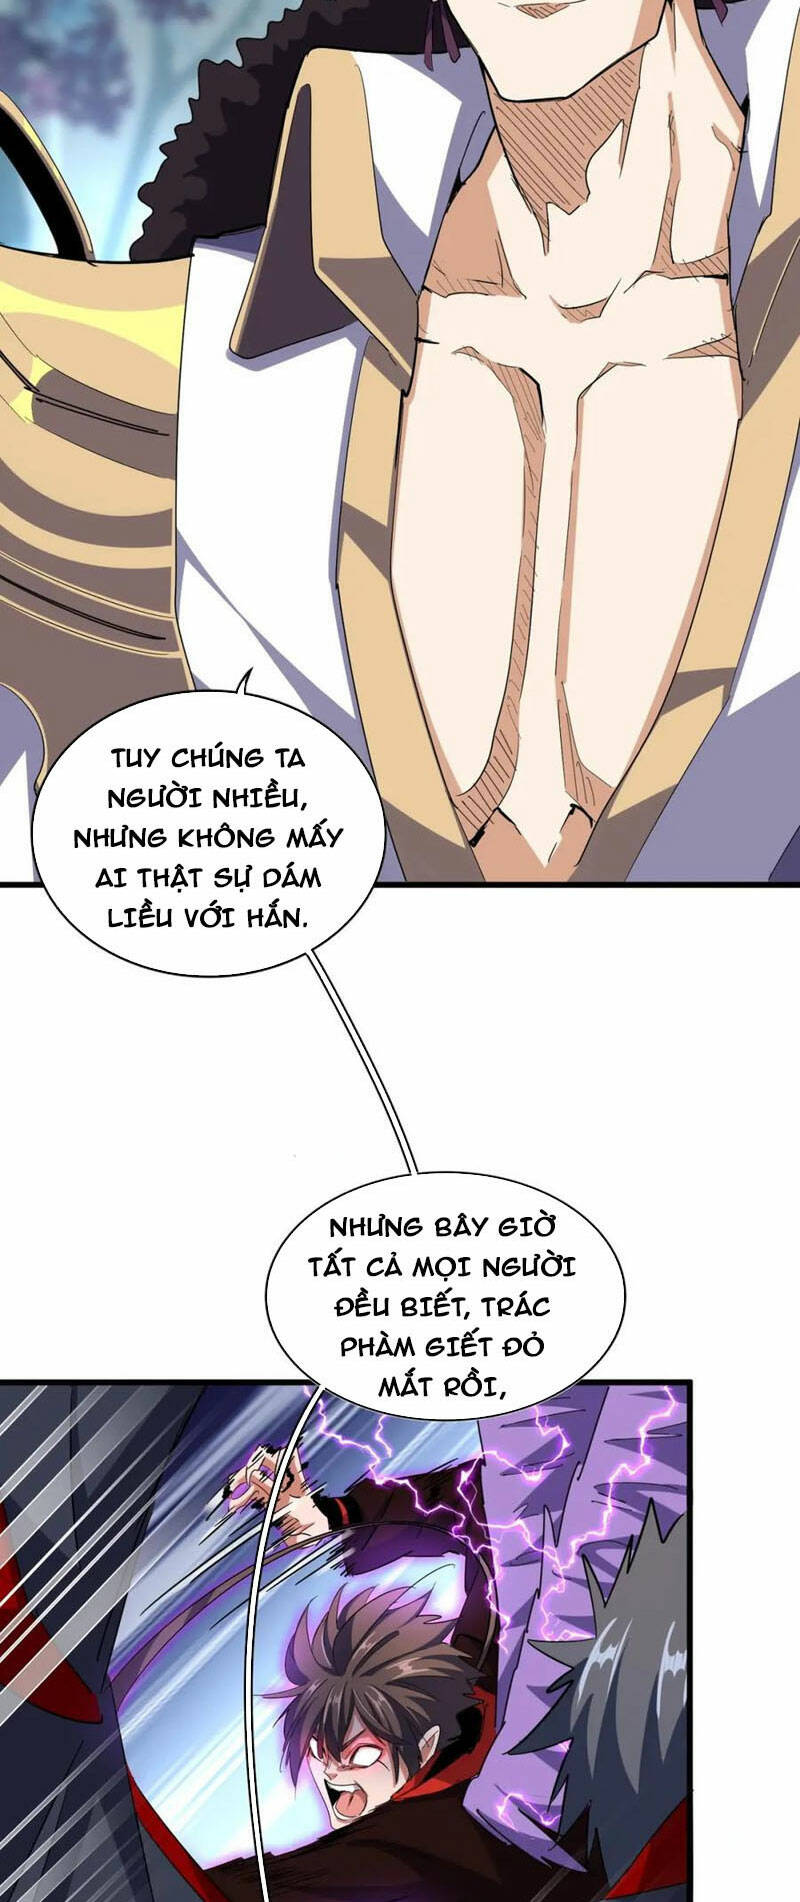 TUY CHÚNG TA
NGƯỜI NHIỀU,
NHƯNG KHÔNG MẤY
AI THẬT SỰ DÁM
LIỀU VỚI HẮN.
NHƯNG BÂY GIỜ
TẤT CẢ MỌI NGƯỜI
ĐỀU BIẾT, TRÁC
PHÀM GIẾT ĐỎ
MẮT RỒI,